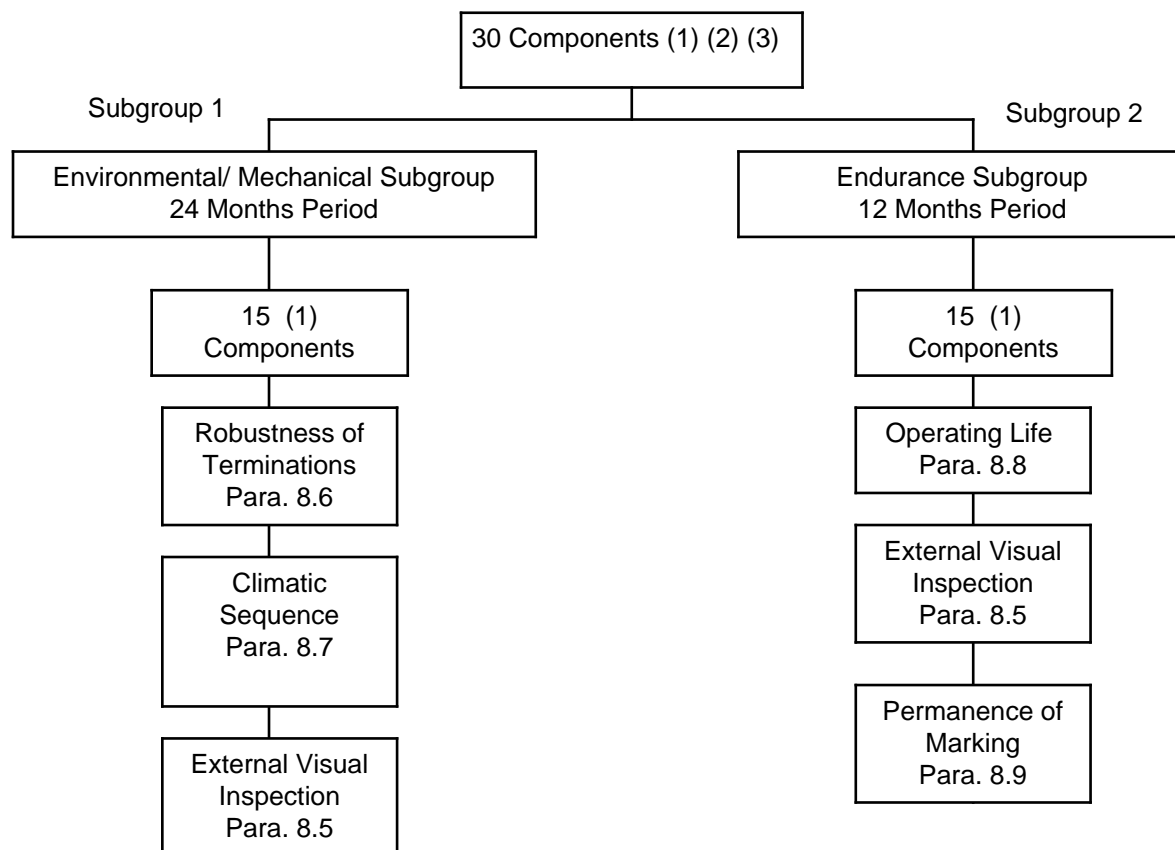 30 Components (1) (2) (3)
Subgroup 1
Subgroup 2
Environmental/ Mechanical Subgroup
24 Months Period
Endurance Subgroup
12 Months Period
15 (1)
Components
15 (1)
Components
Robustness of
Terminations
Para. 8.6
Operating Life
Para. 8.8
Climatic
Sequence
Para. 8.7
External Visual
Inspection
Para. 8.5
External Visual
Inspection
Para. 8.5
Permanence of
Marking
Para. 8.9